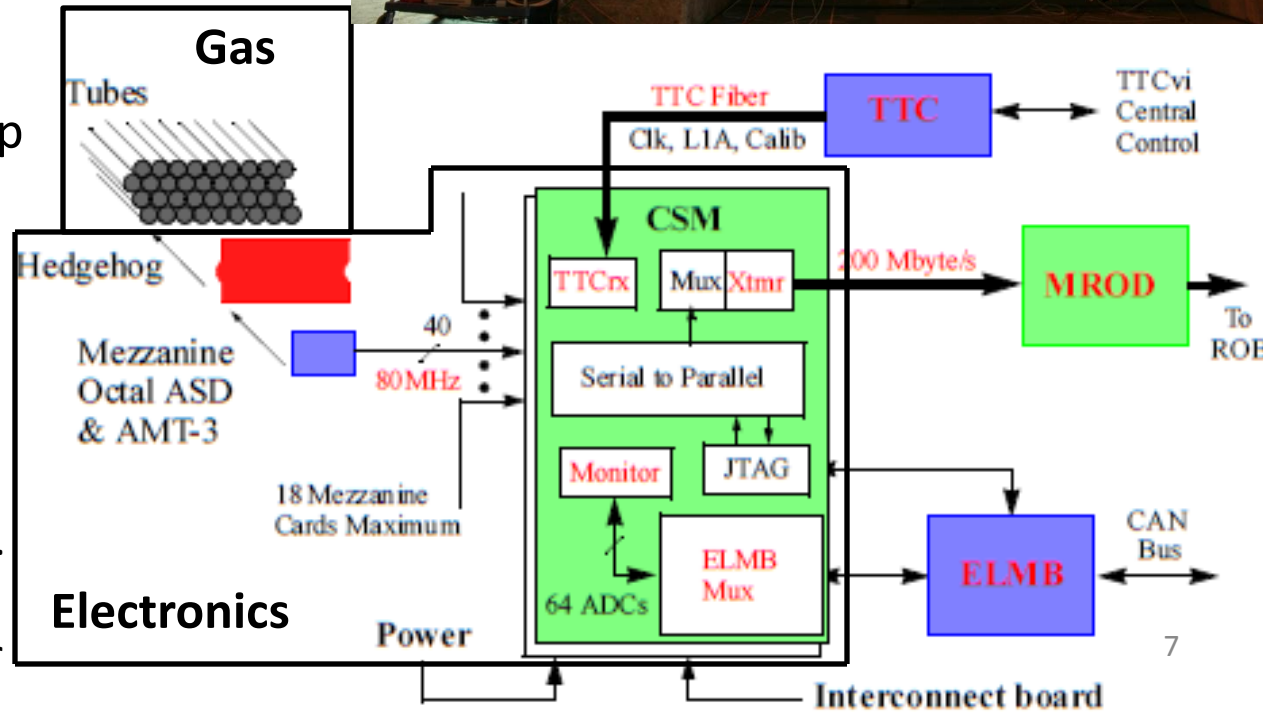 Gas
Tubes
p
Hedgehog
Mezzanine
Octal ASD
& AMT-3
40
80MHz
18 Mezzanine
Cards Maximum
Electronics
Power
TTC Fiber
Clk, L1A, Calib
TTC
TTCvi
Central
Control
CSM
TTCrx
Mux
Xtmr
200 Mbyte/s
MROD
To
ROB
Serial to Parallel
Monitor
JTAG
64 ADCs
ELMB
Mux
ELMB
CAN
Bus
Interconnect board
7